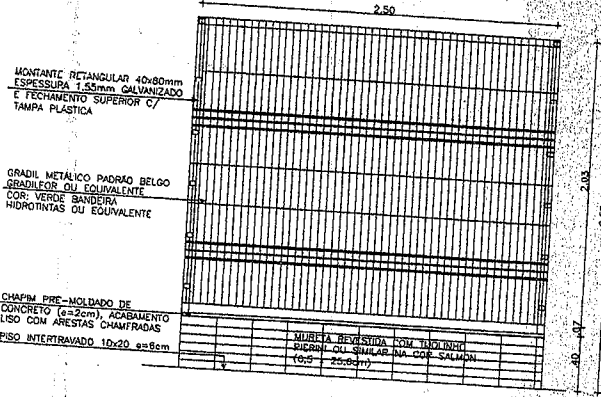 2.50
MONTANTE RETANGULAR 40x80mm
ESPESSURA 1,55mm GALVANIZADO
E FECHAMENTO SUPERIOR C/
TAMPA PLÁSTICA
GRADIL METÁLICO PADRÃO BELGO
GRADILFOR OU EQUIVALENTE
COR: VERDE BANDEIRA
HIDROTINTAS OU EQUIVALENTE
2,03
CHAPIM PRÉ-MOLDADO DE
CONCRETO (e=2cm), ACABAMENTO
LISO COM ARESTAS CHAMFRADAS
PISO INTERTRAVADO 10x20 e=6cm
MURETA REVESTIDA COM TIJOLINHO
OU SIMILAR NA COR SALMON
.07
.40